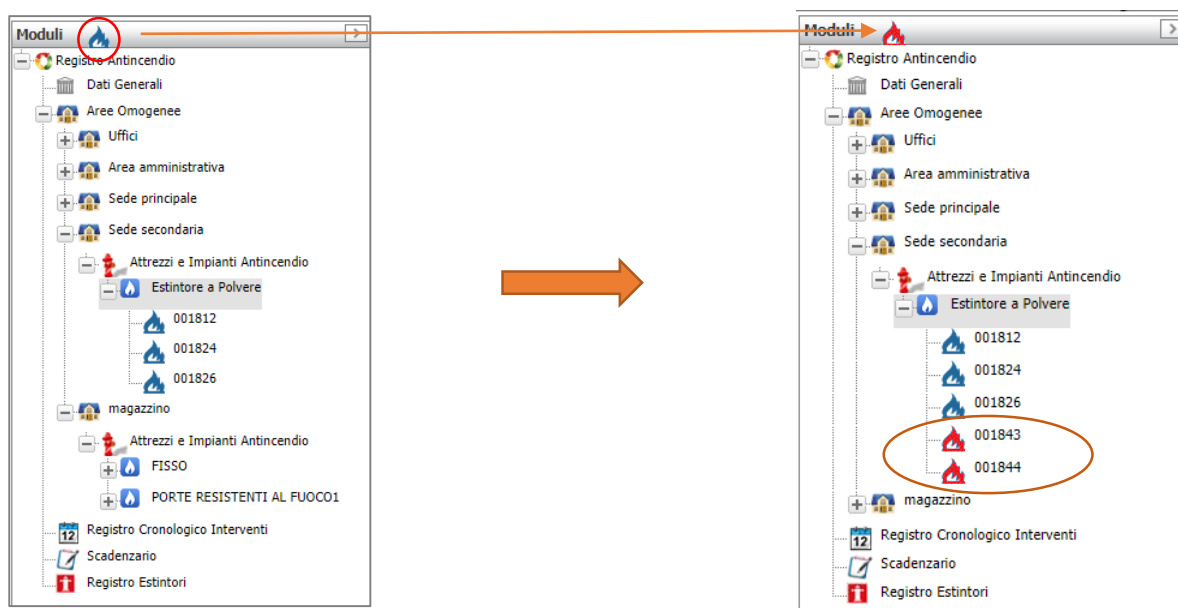 Moduli
Registro Antincendio
Dati Generali
Aree Omogenee
Uffici
Area amministrativa
Sede principale
Sede secondaria
Attrezzi e Impianti Antincendio
Estintore a Polvere
001812
001824
001826
magazzino
Attrezzi e Impianti Antincendio
FISSO
PORTE RESISTENTI AL FUOCO1
12
Registro Cronologico Interventi
Scadenzario
Registro Estintori
Moduli
Registro Antincendio
Dati Generali
Aree Omogenee
Uffici
Area amministrativa
Sede principale
Sede secondaria
Attrezzi e Impianti Antincendio
Estintore a Polvere
001812
001824
001826
001843
001844
magazzino
12
Registro Cronologico Interventi
Scadenzario
Registro Estintori